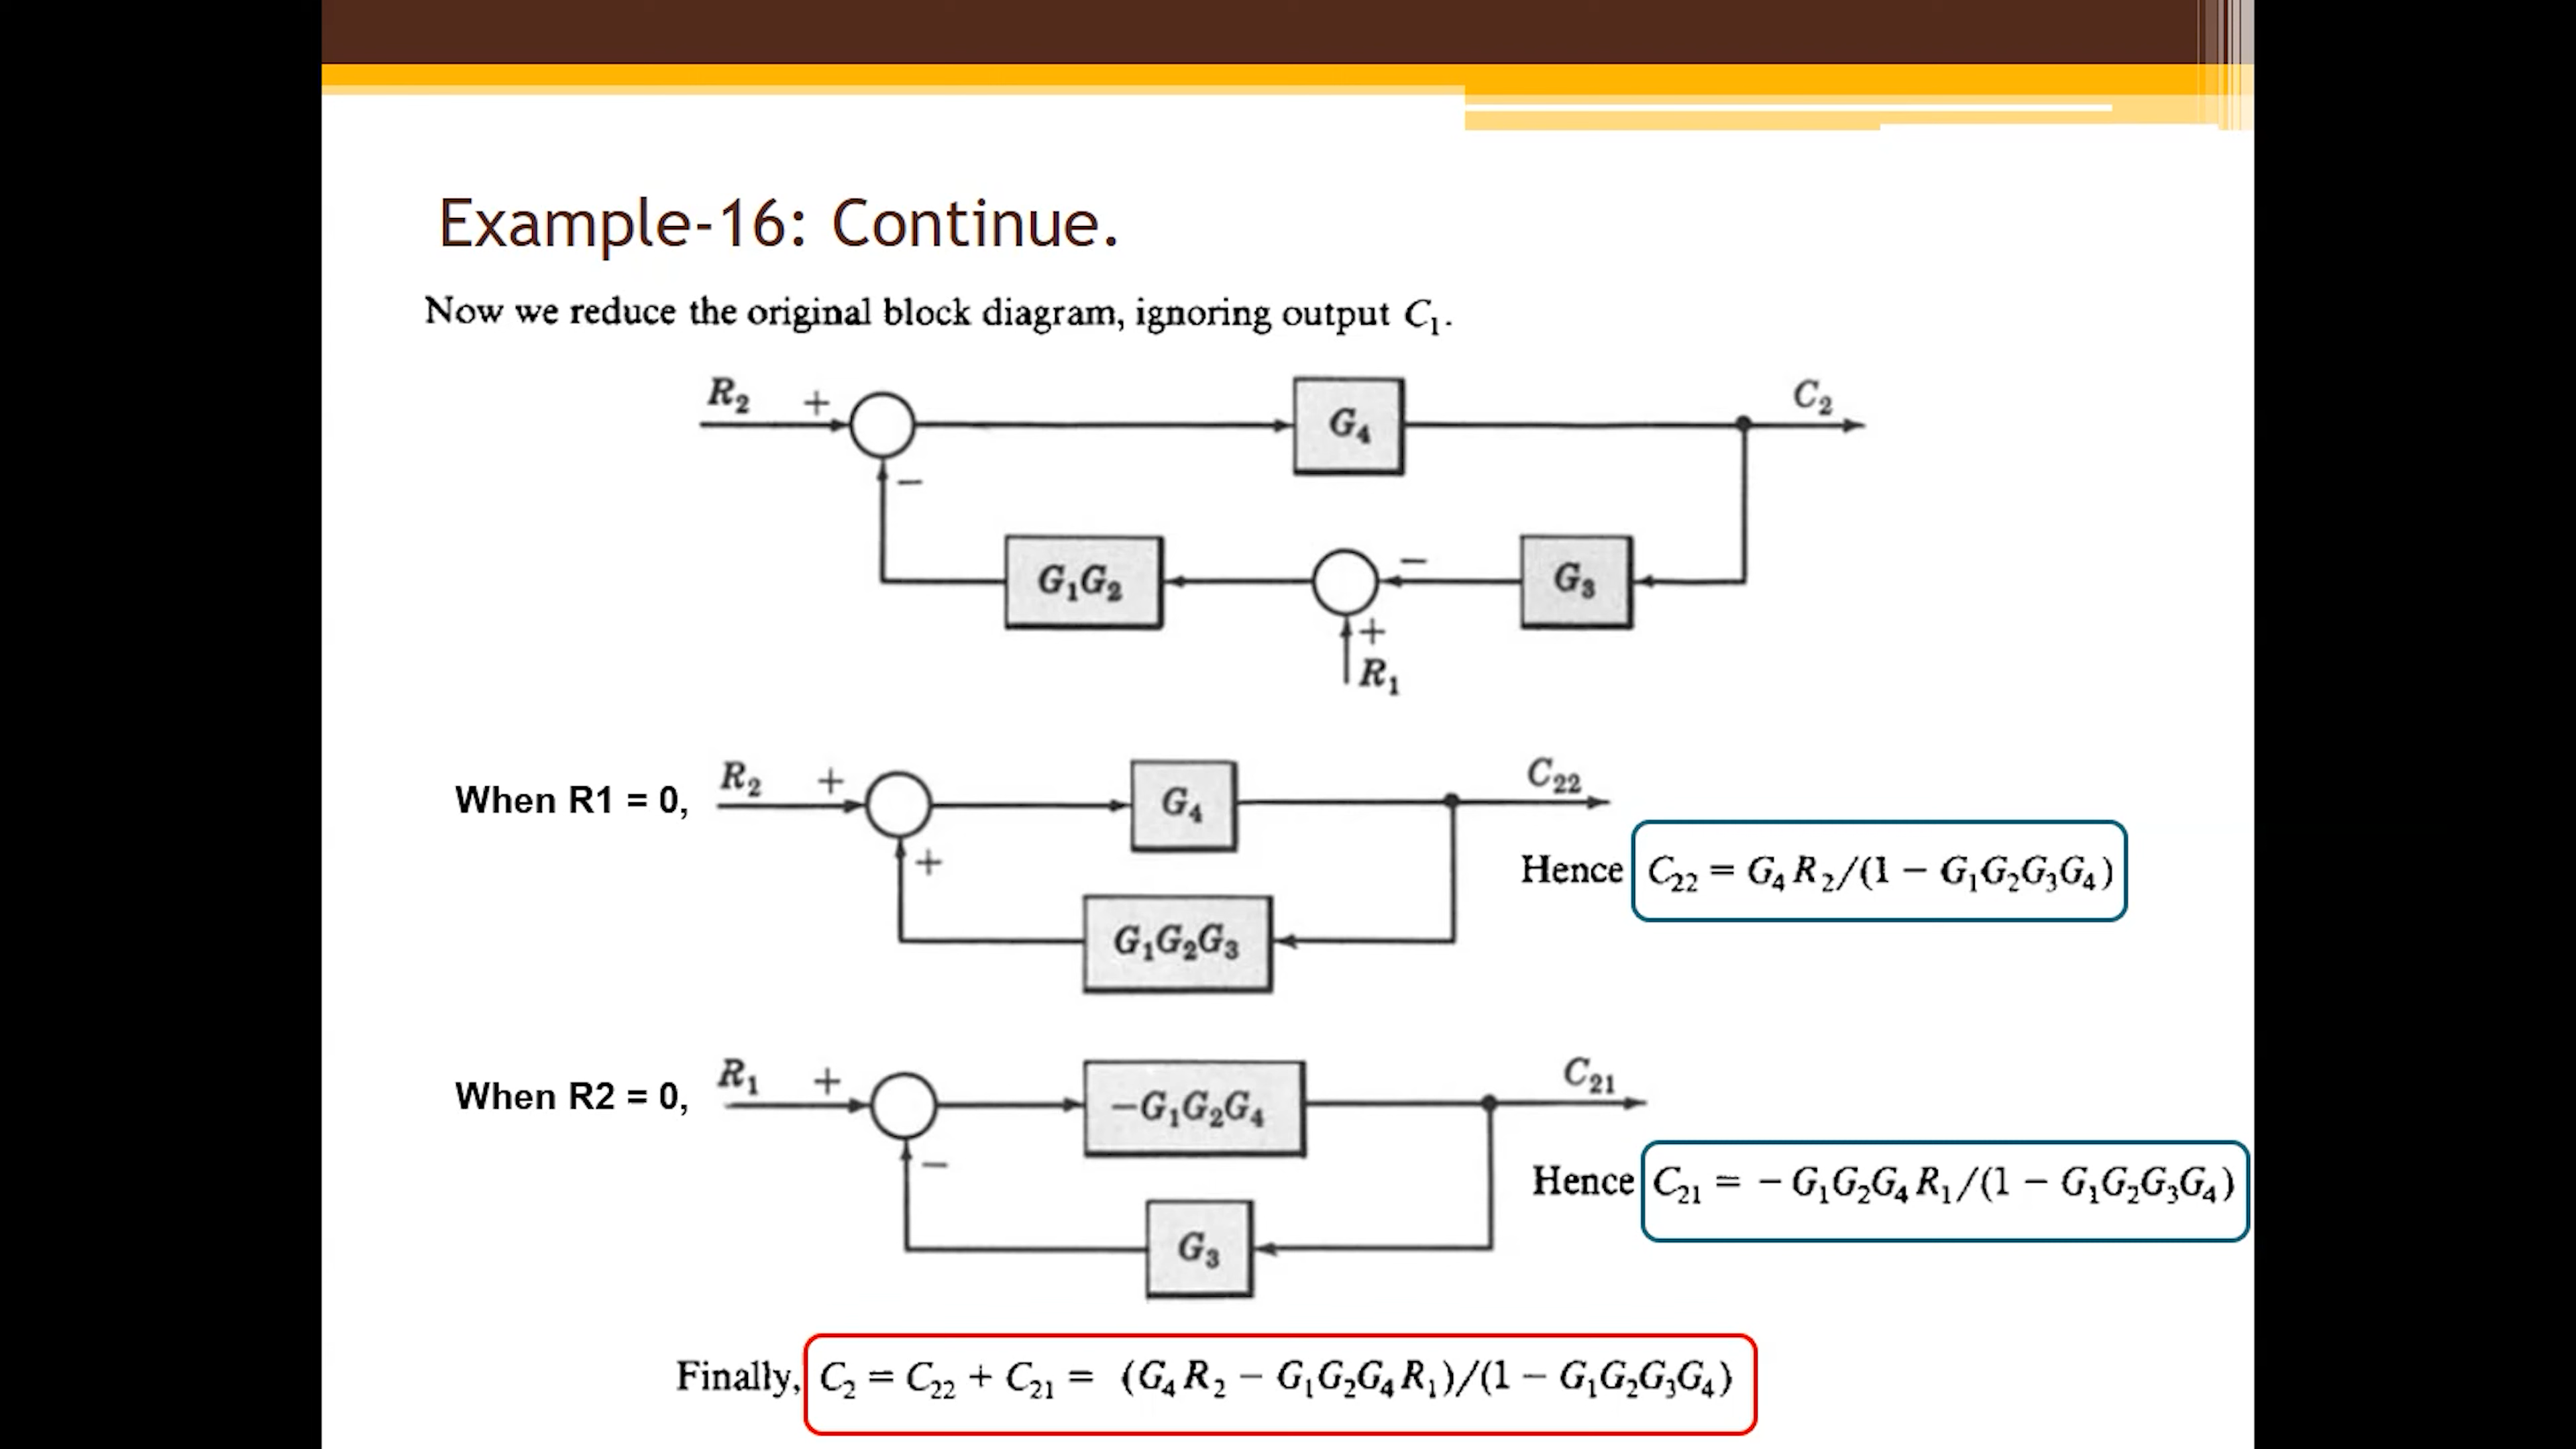 Example-16: Continue.
Now we reduce the original block diagram, ignoring output C₁.
R₂ + G₄ C₂
−
G₁G₂ − G₃
+
R₁
When R1 = 0, R₂ + G₄ C₂₂
+
Hence C₂₂ = G₄R₂/(1 − G₁G₂G₃G₄)
G₁G₂G₃
When R2 = 0, R₁ + −G₁G₂G₄ C₂₁
−
Hence C₂₁ = −G₁G₂G₄R₁/(1 − G₁G₂G₃G₄)
G₃
Finally, C₂ = C₂₂ + C₂₁ = (G₄R₂ − G₁G₂G₄R₁)/(1 − G₁G₂G₃G₄)